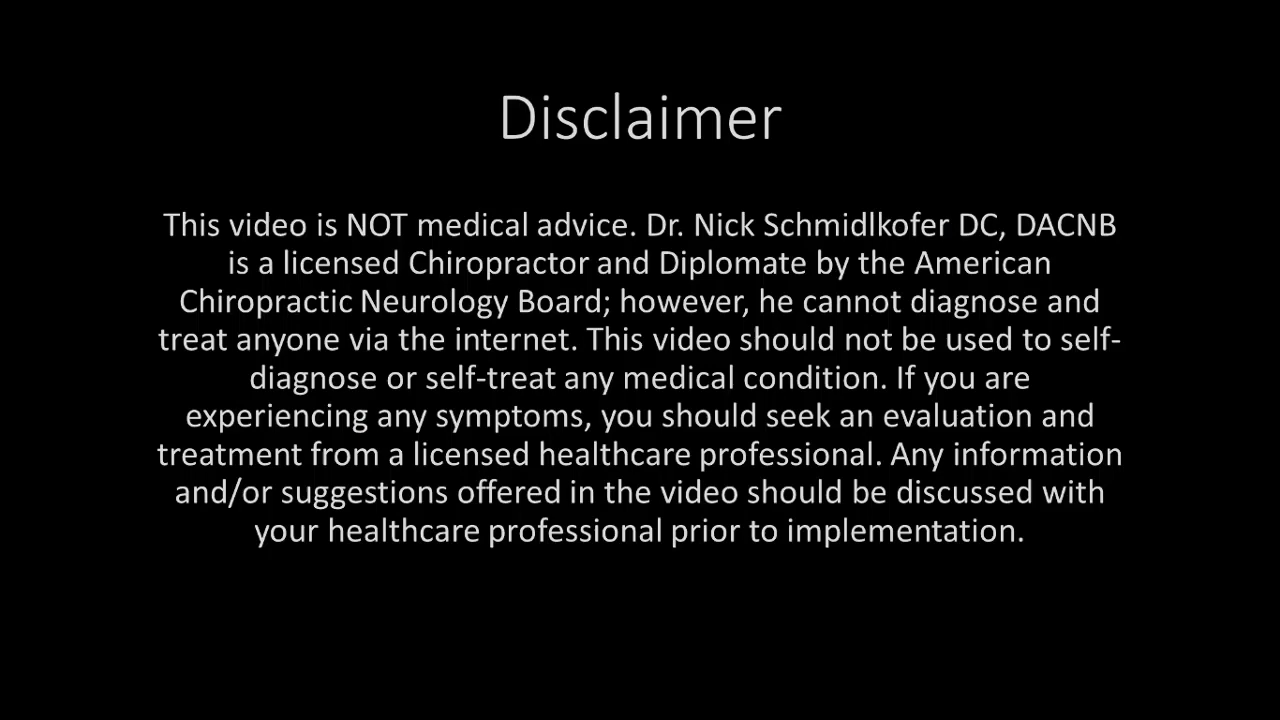 Disclaimer
This video is NOT medical advice. Dr. Nick Schmidlkofer DC, DACNB
is a licensed Chiropractor and Diplomate by the American
Chiropractic Neurology Board; however, he cannot diagnose and
treat anyone via the internet. This video should not be used to self-
diagnose or self-treat any medical condition. If you are
experiencing any symptoms, you should seek an evaluation and
treatment from a licensed healthcare professional. Any information
and/or suggestions offered in the video should be discussed with
your healthcare professional prior to implementation.